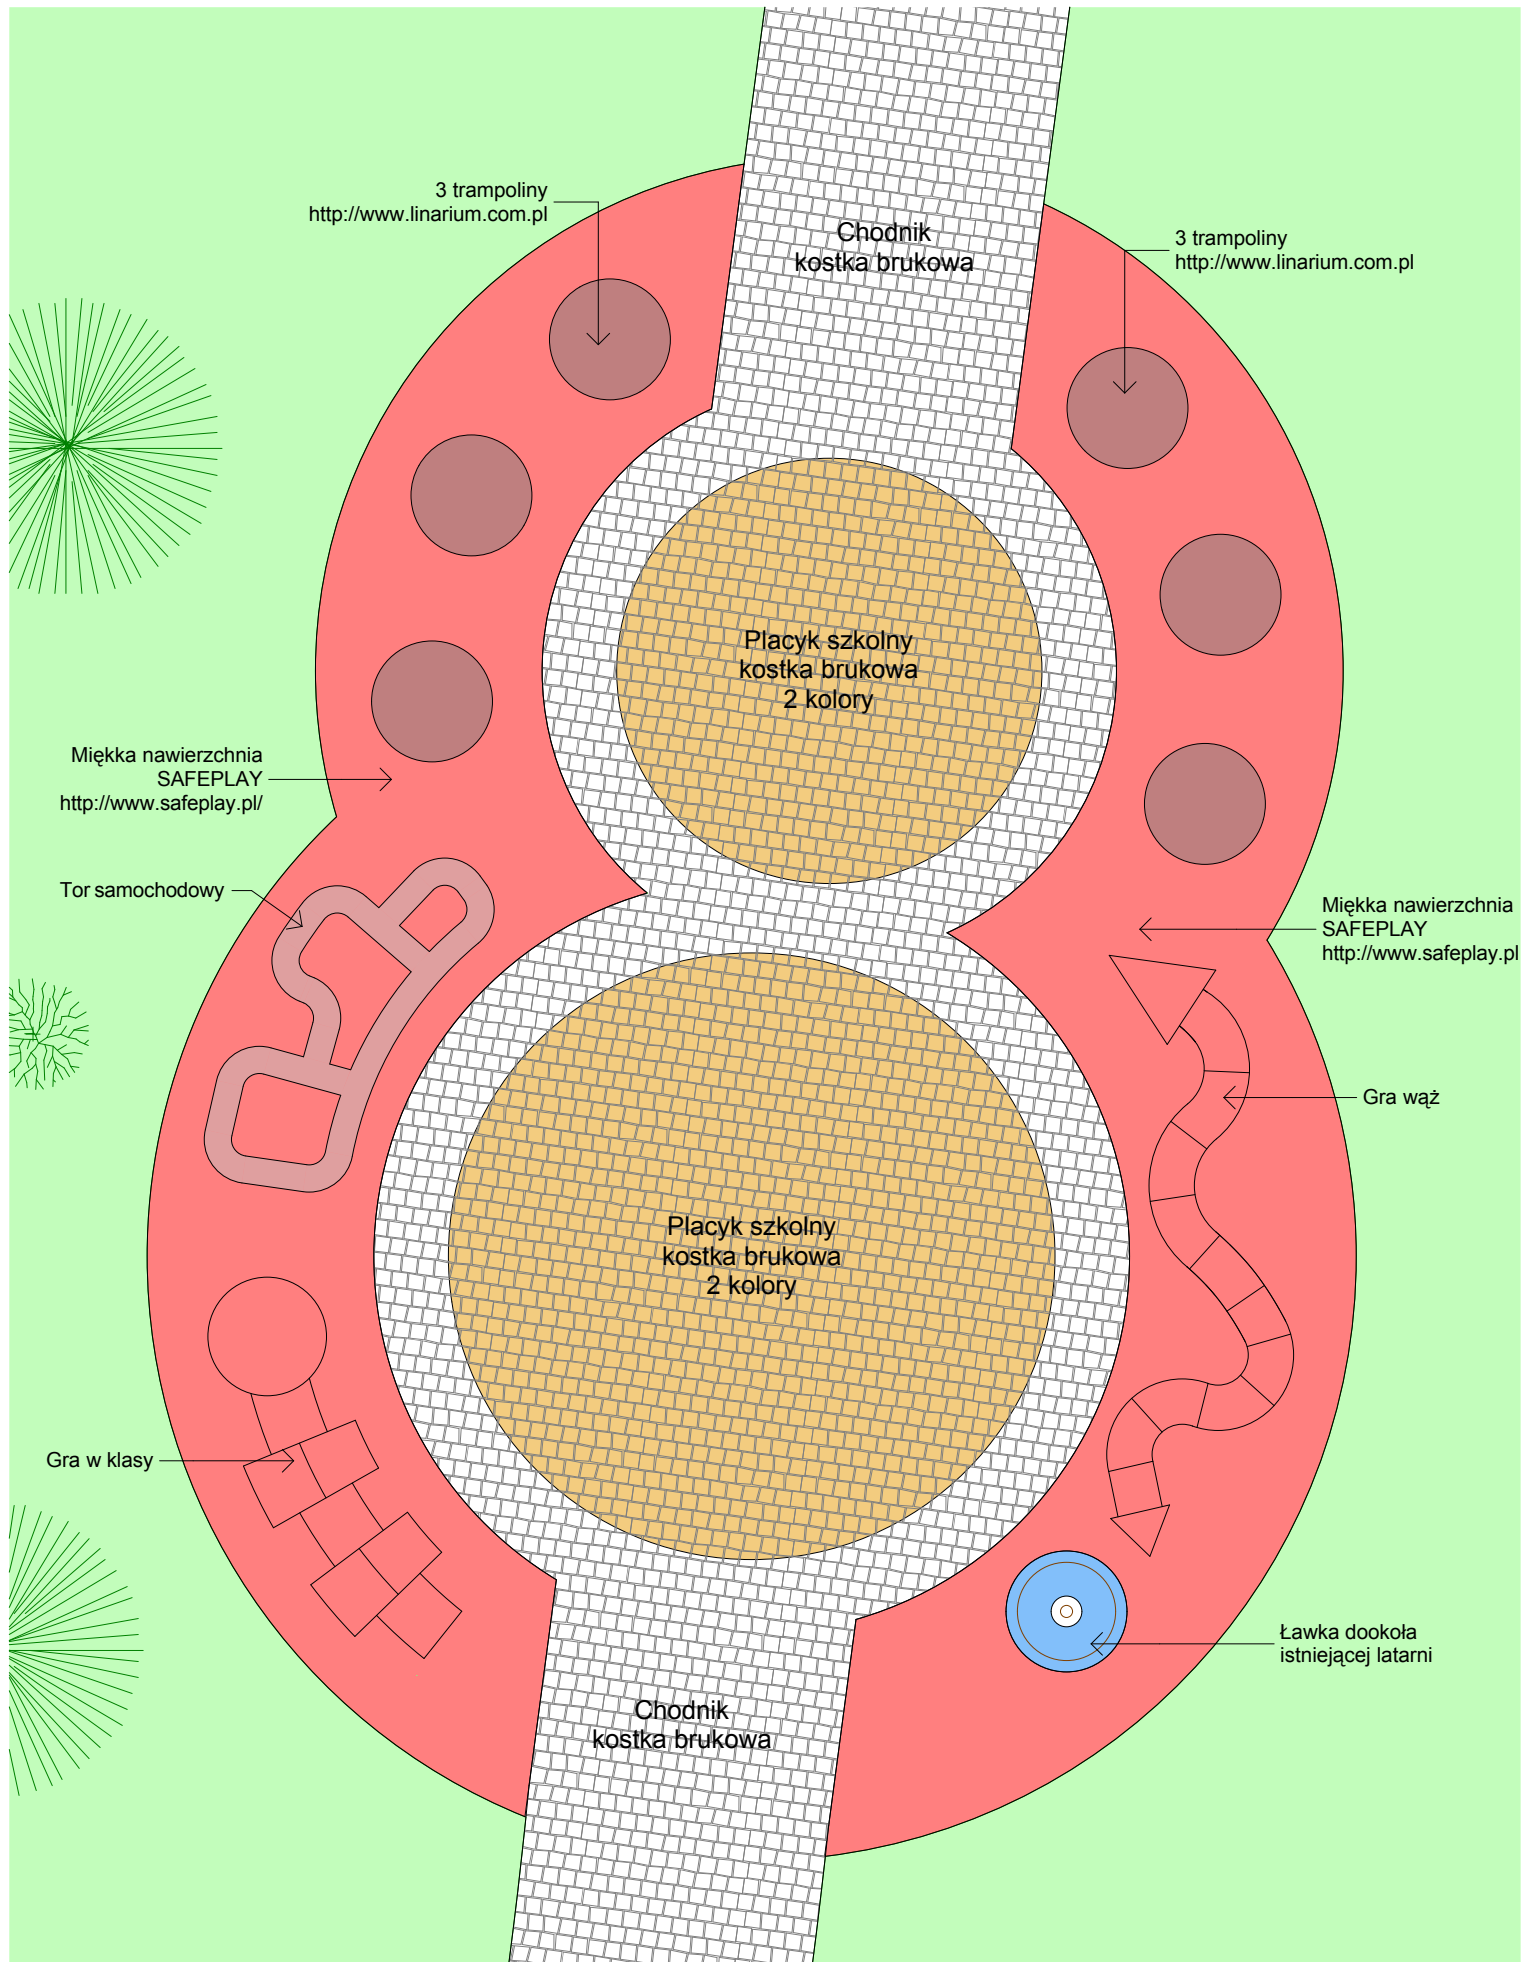 3 trampoliny
http://www.linarium.com.pl
Chodnik
kostka brukowa
3 trampoliny
http://www.linarium.com.pl
Placyk szkolny
kostka brukowa
2 kolory
Miękka nawierzchnia
SAFEPLAY
http://www.safeplay.pl/
Tor samochodowy
Miękka nawierzchnia
SAFEPLAY
http://www.safeplay.pl
Gra wąż
Placyk szkolny
kostka brukowa
2 kolory
Gra w klasy
Ławka dookoła
istniejącej latarni
Chodnik
kostka brukowa